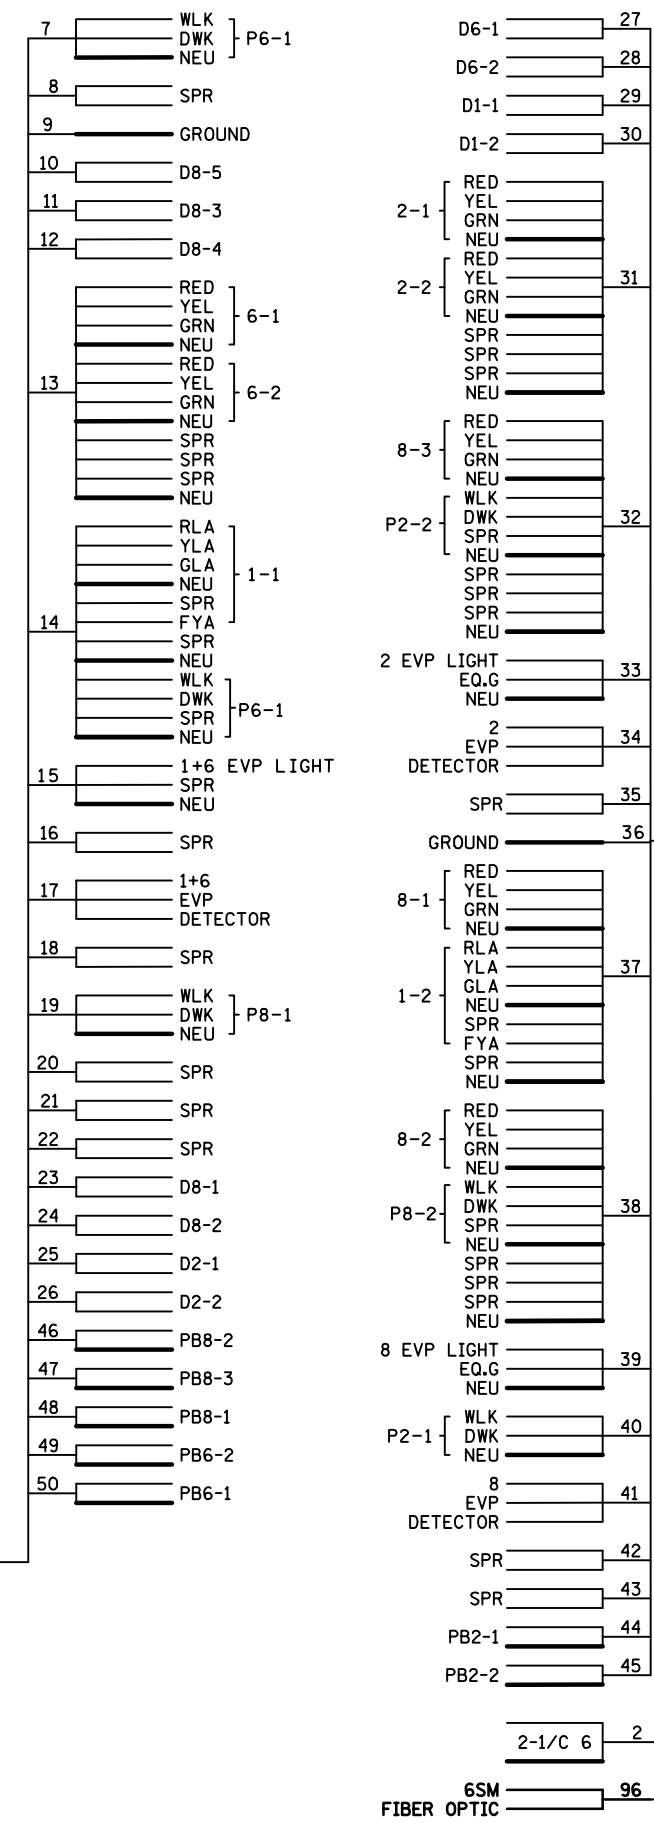 7
WLK
DWK
NEU
P6-1
8
SPR
9
GROUND
10
D8-5
11
D8-3
12
D8-4
RED
YEL
GRN
NEU
6-1
13
RED
YEL
GRN
NEU
6-2
SPR
SPR
SPR
NEU
14
RLA
YLA
GLA
NEU
SPR
FYA
1-1
SPR
NEU
WLK
DWK
SPR
NEU
P6-1
15
1+6 EVP LIGHT
SPR
NEU
16
SPR
17
1+6
EVP
DETECTOR
18
SPR
19
WLK
DWK
NEU
P8-1
20
SPR
21
SPR
22
SPR
23
D8-1
24
D8-2
25
D2-1
26
D2-2
46
PB8-2
47
PB8-3
48
PB8-1
49
PB6-2
50
PB6-1
D6-1
27
D6-2
28
D1-1
29
D1-2
30
2-1
RED
YEL
GRN
NEU
2-2
RED
YEL
GRN
NEU
31
SPR
SPR
SPR
NEU
8-3
RED
YEL
GRN
NEU
P2-2
WLK
DWK
SPR
NEU
32
SPR
SPR
SPR
NEU
2 EVP LIGHT
EQ.G
NEU
33
2
EVP
DETECTOR
34
SPR
35
GROUND
36
8-1
RED
YEL
GRN
NEU
1-2
RLA
YLA
GLA
NEU
SPR
FYA
37
SPR
NEU
8-2
RED
YEL
GRN
NEU
P8-2
WLK
DWK
SPR
NEU
38
SPR
SPR
SPR
NEU
8 EVP LIGHT
EQ.G
NEU
39
P2-1
WLK
DWK
NEU
40
8
EVP
DETECTOR
41
SPR
42
SPR
43
PB2-1
44
PB2-2
45
2-1/C 6
2
6SM
FIBER OPTIC
96